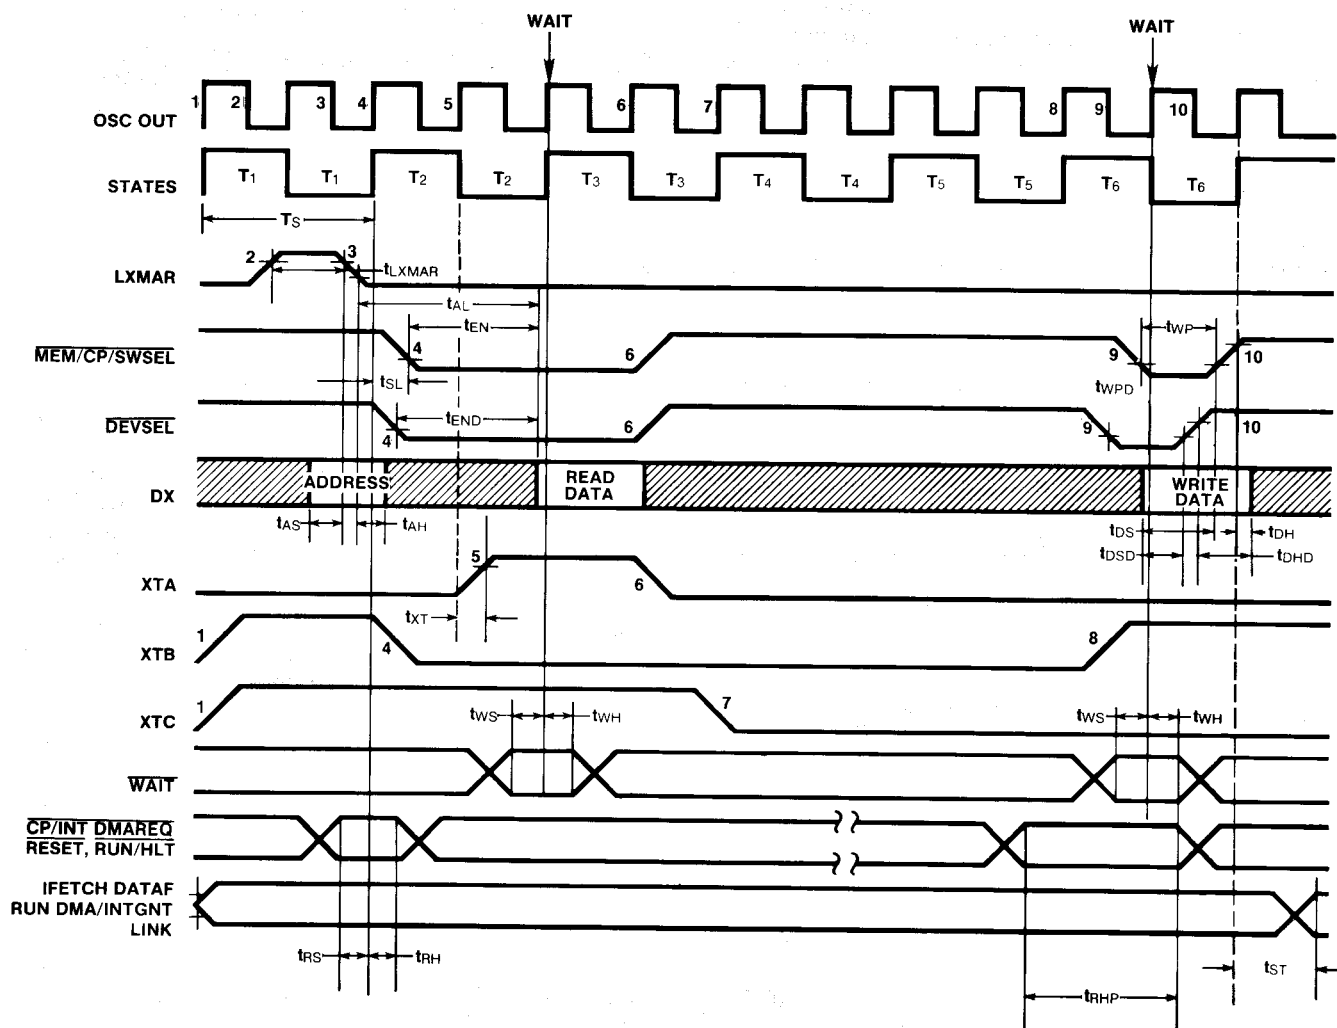 WAIT WAIT
OSC OUT 1 2 3 4 5 6 7 8 9 10
STATES T1 T1 T2 T2 T3 T3 T4 T4 T5 T5 T6 T6
TS
LXMAR 2 3 tLXMAR
tAL
tEN tWP
MEM/CP/SWSEL 4 6 9 10
tSL tWPD
tEND
DEVSEL 4 6 9 10
DX ADDRESS READ DATA WRITE DATA
tAS tAH tDS tDH
tDSD tDHD
XTA 5 6
tXT
XTB 1 4 8
XTC 1 7
tWS tWH tWS tWH
WAIT
CP/INT DMAREQ
RESET, RUN/HLT
IFETCH DATAF
RUN DMA/INTGNT
LINK
tRS tRH tST
tRHP